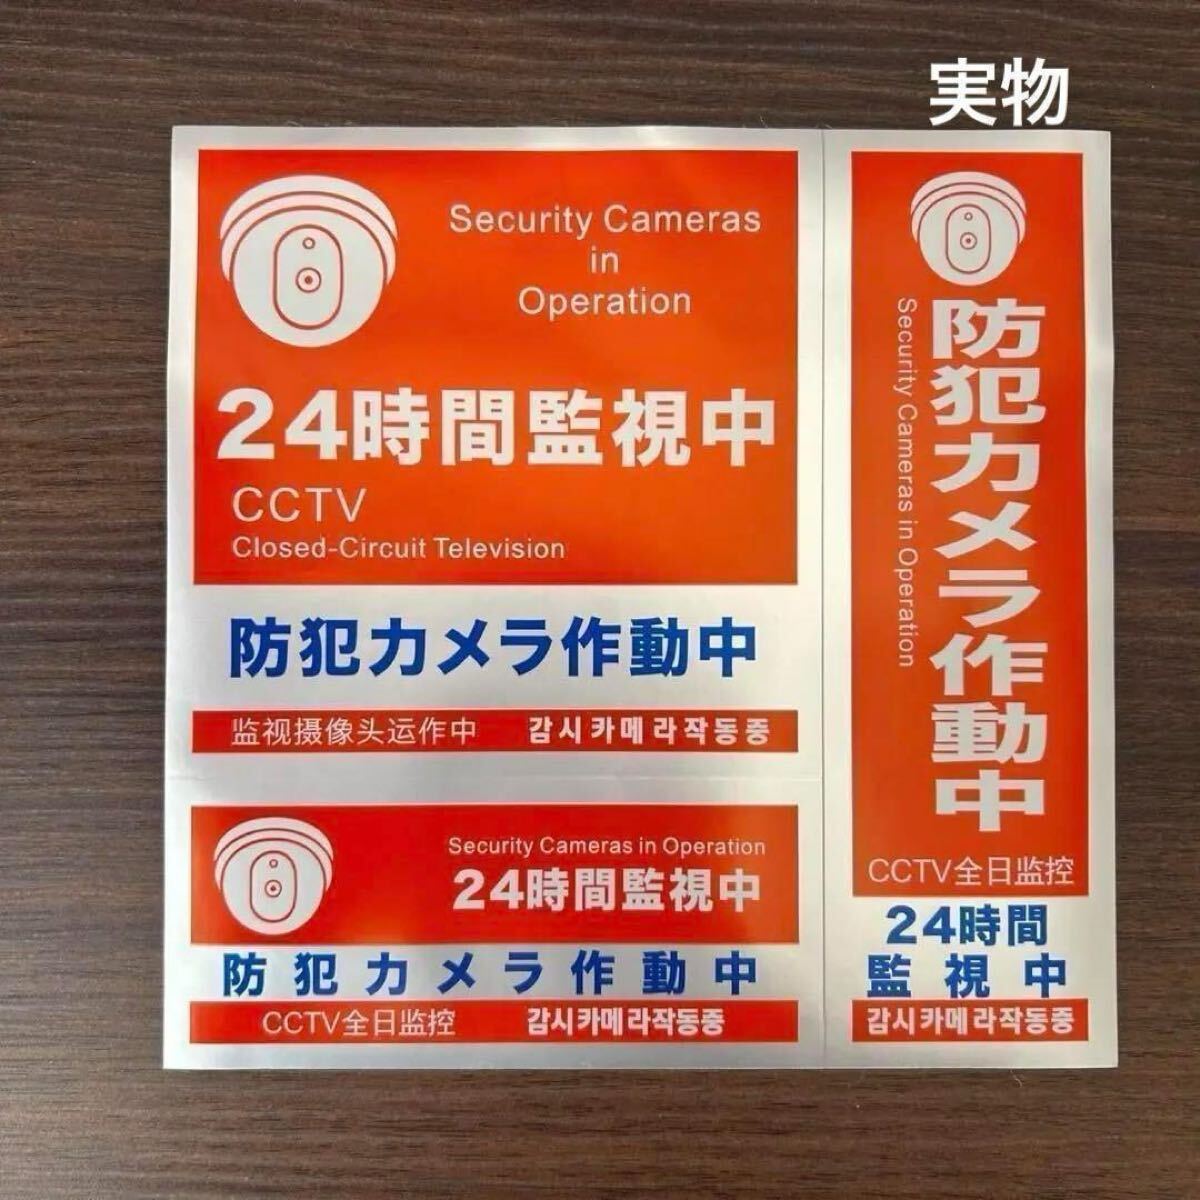 実物
Security Cameras
in
Operation
24時間監視中
CCTV
Closed-Circuit Television
防犯カメラ作動中
监视摄像头运作中 감시카메라작동중
Security Cameras in Operation
24時間監視中
防犯カメラ作動中
CCTV全日监控 감시카메라작동중
防犯カメラ作動中
Security Cameras in Operation
CCTV全日监控
24時間
監視中
감시카메라작동중